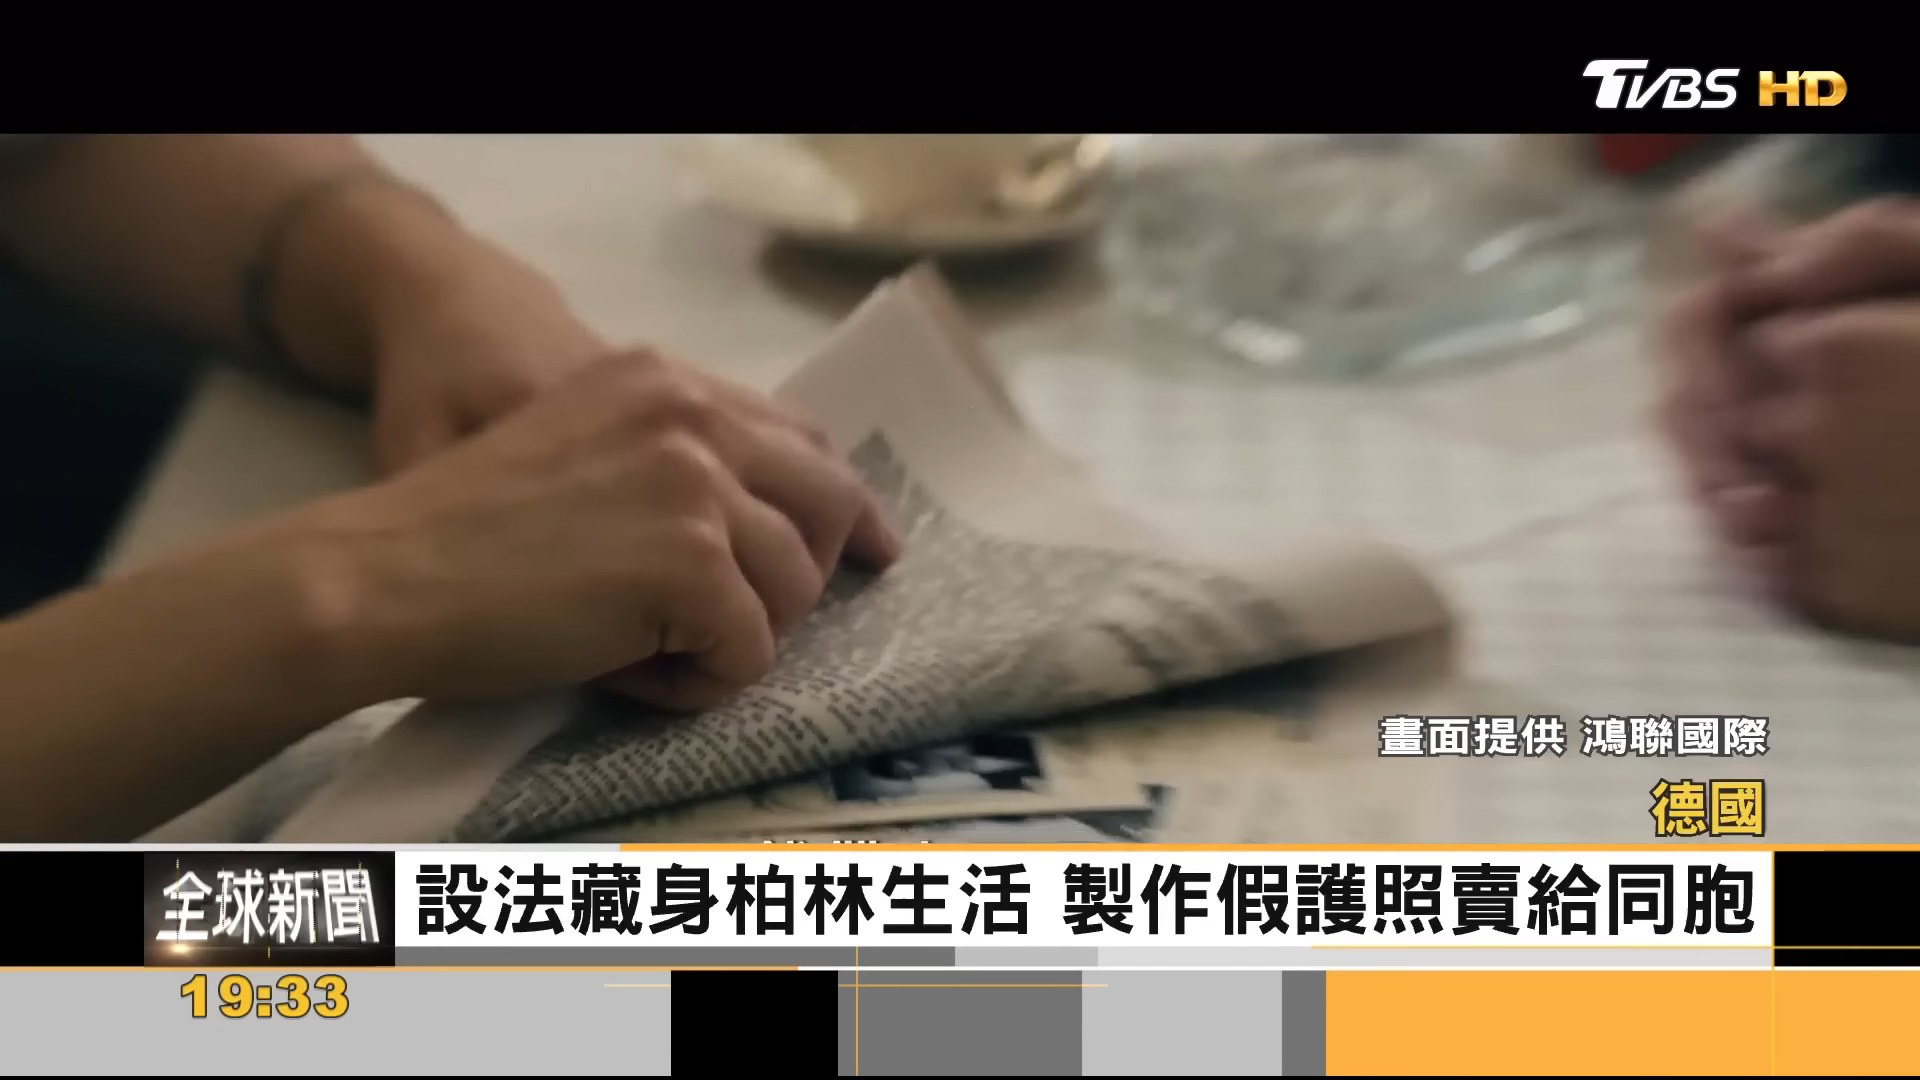 TVBS HD
畫面提供 鴻聯國際
德國
全球新聞
設法藏身柏林生活 製作假護照賣給同胞
19:33